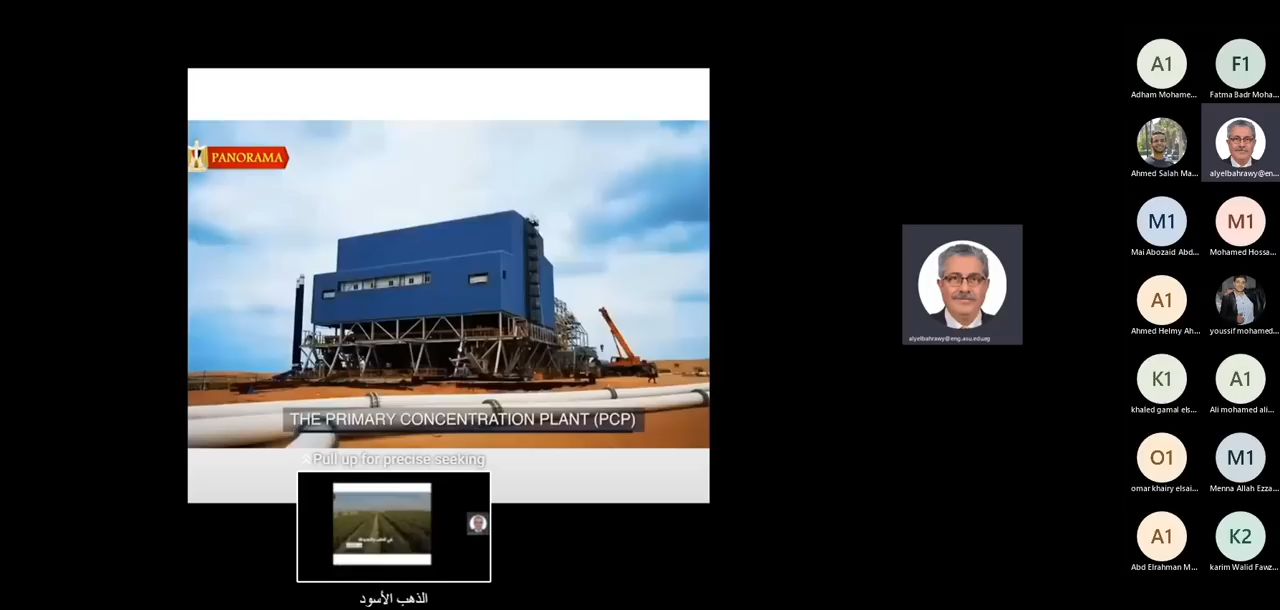 PANORAMA
THE PRIMARY CONCENTRATION PLANT (PCP)
Pull up for precise seeking
الذهب الأسود
alyelbahrawy@eng.asu.edu.eg
A1
Adham Mohame...
F1
Fatma Badr Moha...
Ahmed Salah Ma...
alyelbahrawy@en...
M1
Mai Abozaid Abd...
M1
Mohamed Hossa...
A1
Ahmed Helmy Ah...
youssif mohamed...
K1
khaled gamal els...
A1
Ali mohamed ali...
O1
omar khairy elsai...
M1
Menna Allah Ezza...
A1
Abd Elrahman M...
K2
karim Walid Fawz...